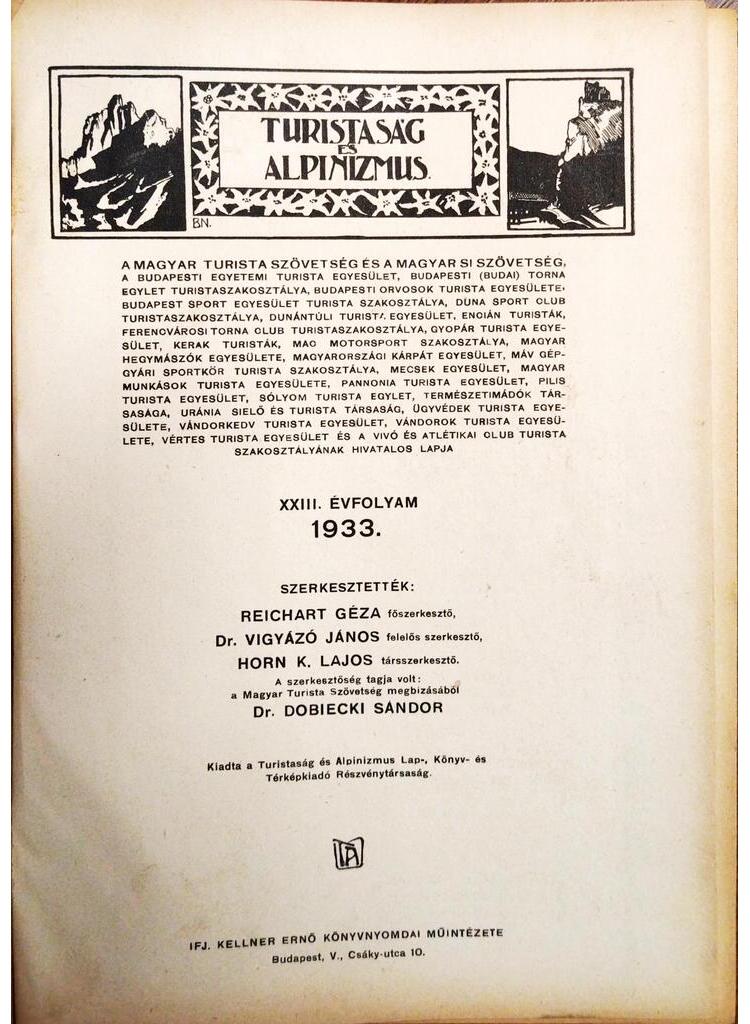 TURISTASÁG
ÉS
ALPINIZMUS.
BN.
A MAGYAR TURISTA SZÖVETSÉG ÉS A MAGYAR SI SZÖVETSÉG,
A BUDAPESTI EGYETEMI TURISTA EGYESÜLET, BUDAPESTI (BUDAI) TORNA
EGYLET TURISTASZAKOSZTÁLYA, BUDAPESTI ORVOSOK TURISTA EGYESÜLETE,
BUDAPEST SPORT EGYESÜLET TURISTA SZAKOSZTÁLYA, DUNA SPORT CLUB
TURISTASZAKOSZTÁLYA, DUNÁNTÚLI TURISTA EGYESÜLET, ENCIÁN TURISTÁK,
FERENCVÁROSI TORNA CLUB TURISTASZAKOSZTÁLYA, GYOPÁR TURISTA EGYE-
SÜLET, KERAK TURISTÁK, MAC MOTORSPORT SZAKOSZTÁLYA, MAGYAR
HEGYMÁSZÓK EGYESÜLETE, MAGYARORSZÁGI KÁRPÁT EGYESÜLET, MÁV GÉP-
GYÁRI SPORTKÖR TURISTA SZAKOSZTÁLYA, MECSEK EGYESÜLET, MAGYAR
MUNKÁSOK TURISTA EGYESÜLETE, PANNONIA TURISTA EGYESÜLET, PILIS
TURISTA EGYESÜLET, SÓLYOM TURISTA EGYLET, TERMÉSZETIMÁDÓK TÁR-
SASÁGA, URÁNIA SIELŐ ÉS TURISTA TÁRSASÁG, ÜGYVÉDEK TURISTA EGYE-
SÜLETE, VÁNDORKEDV TURISTA EGYESÜLET, VÁNDOROK TURISTA EGYESÜ-
LETE, VÉRTES TURISTA EGYESÜLET ÉS A VIVÓ ÉS ATLÉTIKAI CLUB TURISTA
SZAKOSZTÁLYÁNAK HIVATALOS LAPJA
XXIII. ÉVFOLYAM
1933.
SZERKESZTETTÉK:
REICHART GÉZA főszerkesztő,
Dr. VIGYÁZÓ JÁNOS felelős szerkesztő,
HORN K. LAJOS társszerkesztő.
A szerkesztőség tagja volt:
a Magyar Turista Szövetség megbízásából
Dr. DOBIECKI SÁNDOR
Kiadta a Turistaság és Alpinizmus Lap-, Könyv- és
Térképkiadó Részvénytársaság.
IFJ. KELLNER ERNŐ KÖNYVNYOMDAI MŰINTÉZETE
Budapest, V., Csáky-utca 10.